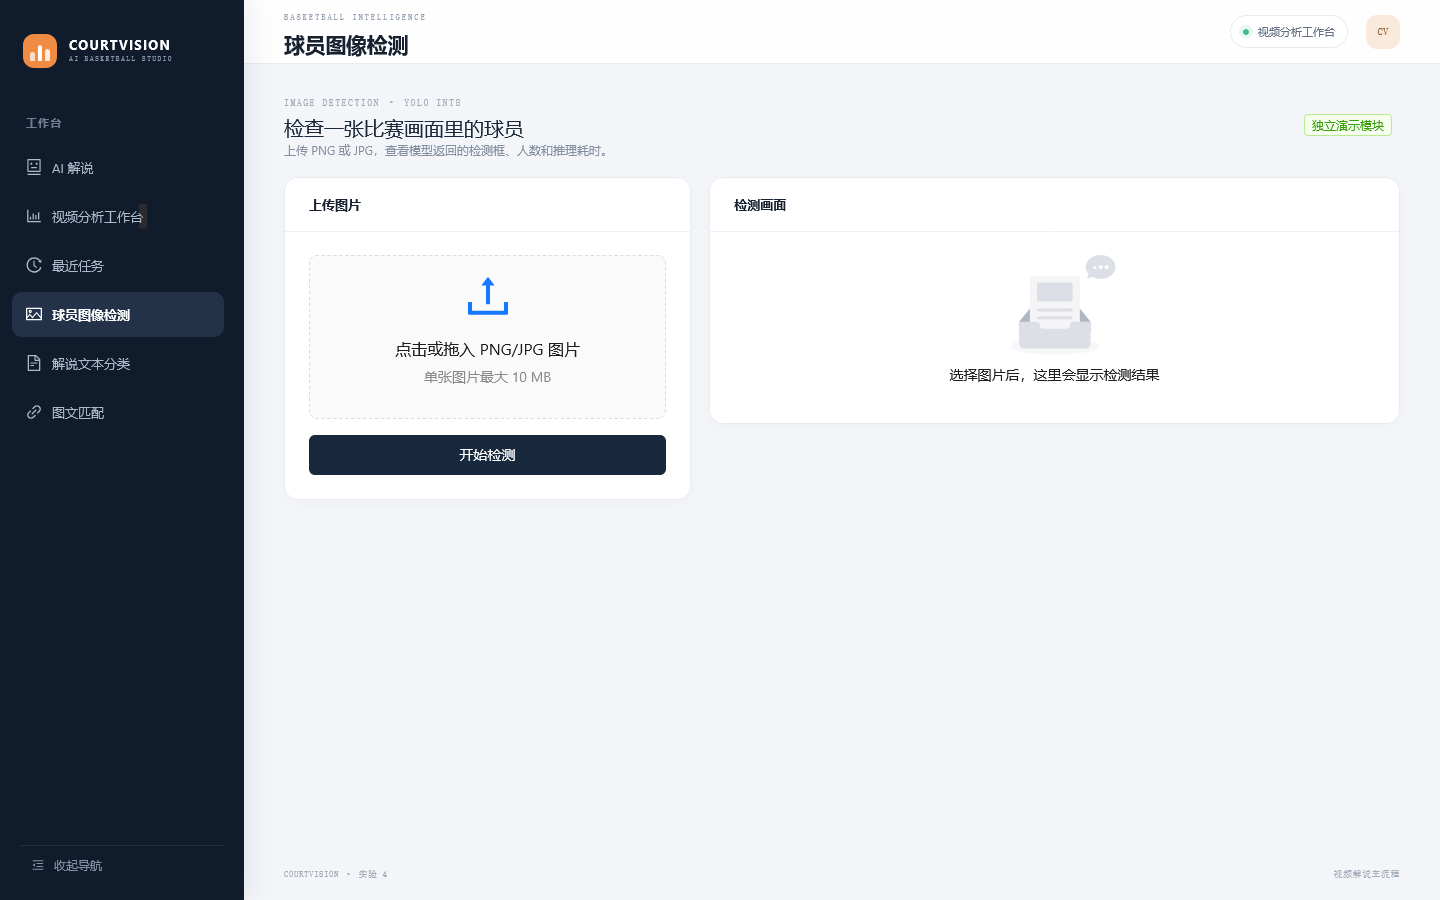 COURTVISION
AI BASKETBALL STUDIO
工作台
AI 解说
视频分析工作台
最近任务
球员图像检测
解说文本分类
图文匹配
收起导航
BASKETBALL INTELLIGENCE
球员图像检测
视频分析工作台
CV
IMAGE DETECTION · YOLO INT8
检查一张比赛画面里的球员
上传 PNG 或 JPG，查看模型返回的检测框、人数和推理耗时。
独立演示模块
上传图片
点击或拖入 PNG/JPG 图片
单张图片最大 10 MB
开始检测
检测画面
选择图片后，这里会显示检测结果
COURTVISION · 实验 4
视频解说主流程